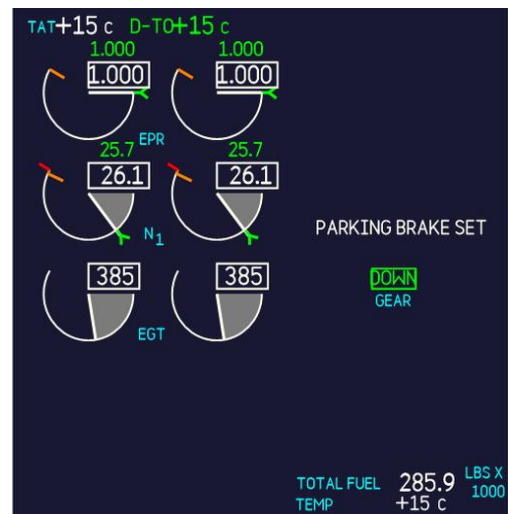 TAT+15 c D-TO+15 c
1.000 1.000
1.000 1.000
EPR
25.7 25.7
26.1 26.1
N1
PARKING BRAKE SET
385 385
DOWN
GEAR
EGT
TOTAL FUEL 285.9 LBS X
1000
TEMP +15 c